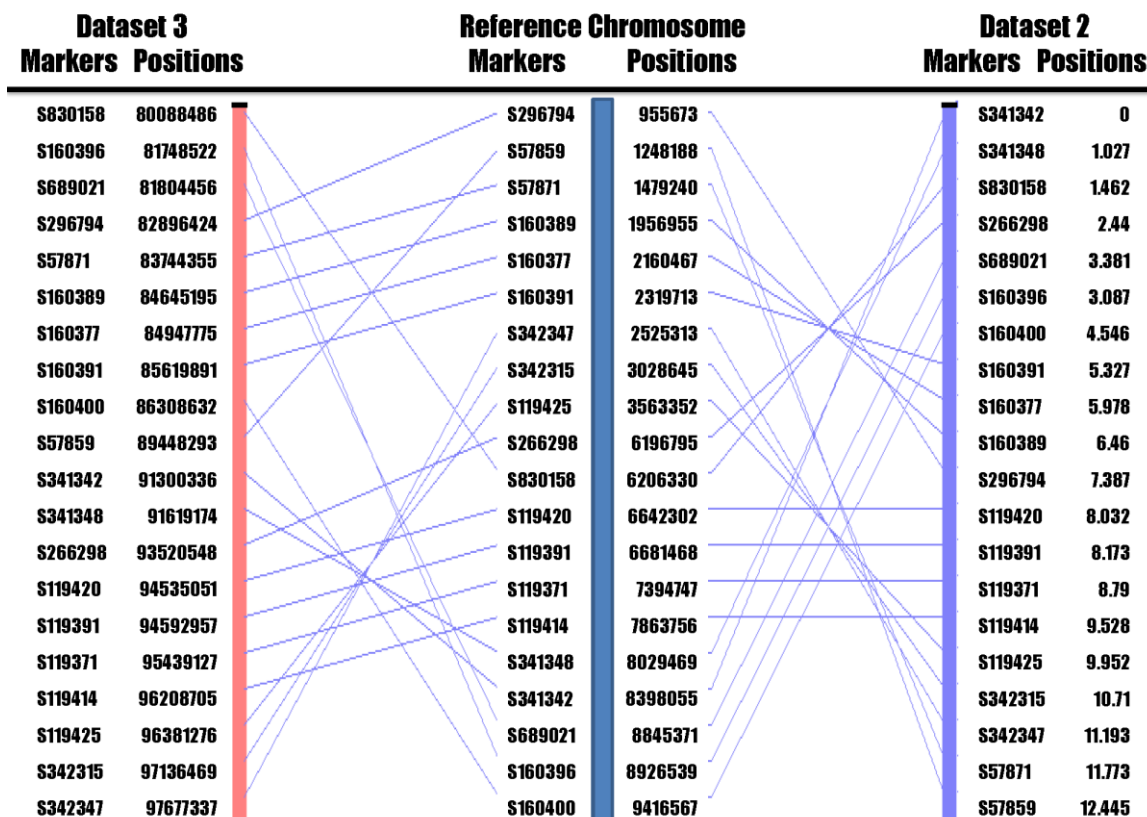 Dataset 3 Reference Chromosome Dataset 2
Markers Positions Markers Positions Markers Positions
S830158 80088486 S296794 955673 S341342 0
S160396 81748522 S57859 1248188 S341348 1.027
S689021 81804456 S57871 1479240 S830158 1.462
S296794 82896424 S160389 1956955 S266298 2.44
S57871 83744355 S160377 2160467 S689021 3.381
S160389 84645195 S160391 2319713 S160396 3.087
S160377 84947775 S342347 2525313 S160400 4.546
S160391 85619891 S342315 3028645 S160391 5.327
S160400 86308632 S119425 3563352 S160377 5.978
S57859 89448293 S266298 6196795 S160389 6.46
S341342 91300336 S830158 6206330 S296794 7.387
S341348 91619174 S119420 6642302 S119420 8.032
S266298 93520548 S119391 6681468 S119391 8.173
S119420 94535051 S119371 7394747 S119371 8.79
S119391 94592957 S119414 7863756 S119414 9.528
S119371 95439127 S341348 8029469 S119425 9.952
S119414 96208705 S341342 8398055 S342315 10.71
S119425 96381276 S689021 8845371 S342347 11.193
S342315 97136469 S160396 8926539 S57871 11.773
S342347 97677337 S160400 9416567 S57859 12.445